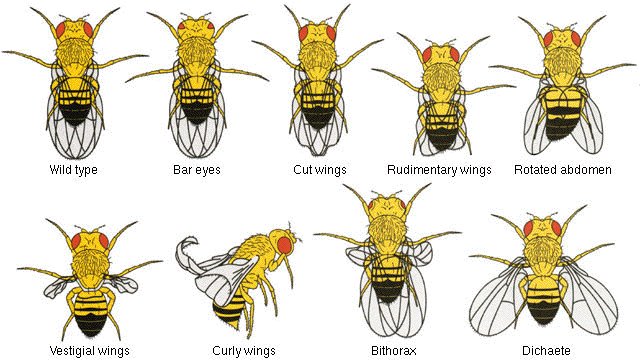 Wild type
Bar eyes
Cut wings
Rudimentary wings
Rotated abdomen
Vestigial wings
Curly wings
Bithorax
Dichaete